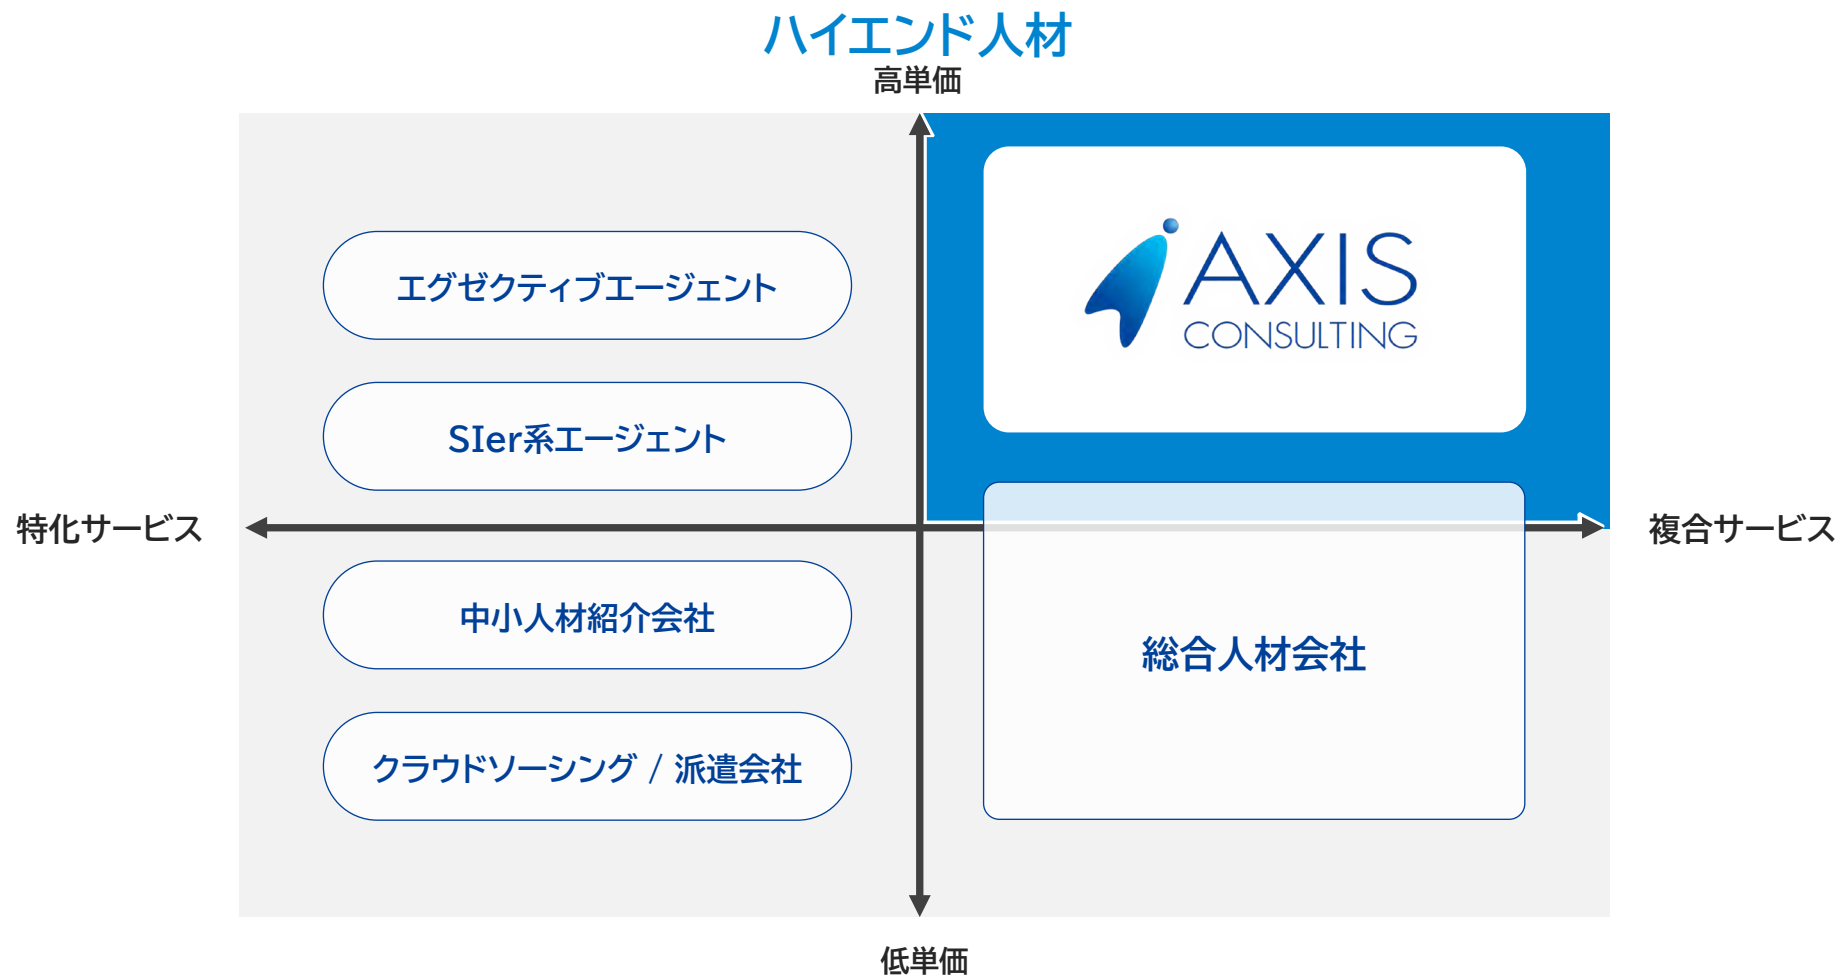 ハイエンド人材
高単価
AXIS
CONSULTING
エグゼクティブエージェント
SIer系エージェント
特化サービス
複合サービス
中小人材紹介会社
総合人材会社
クラウドソーシング / 派遣会社
低単価